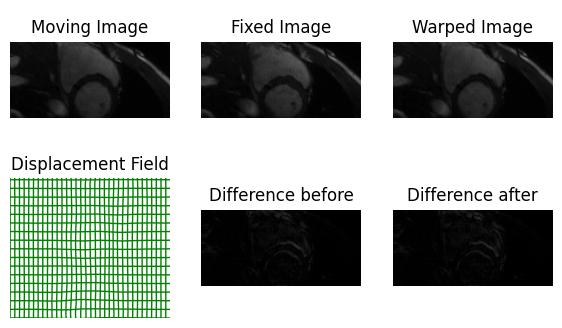 Moving Image
Fixed Image
Warped Image
Displacement Field
Difference before
Difference after